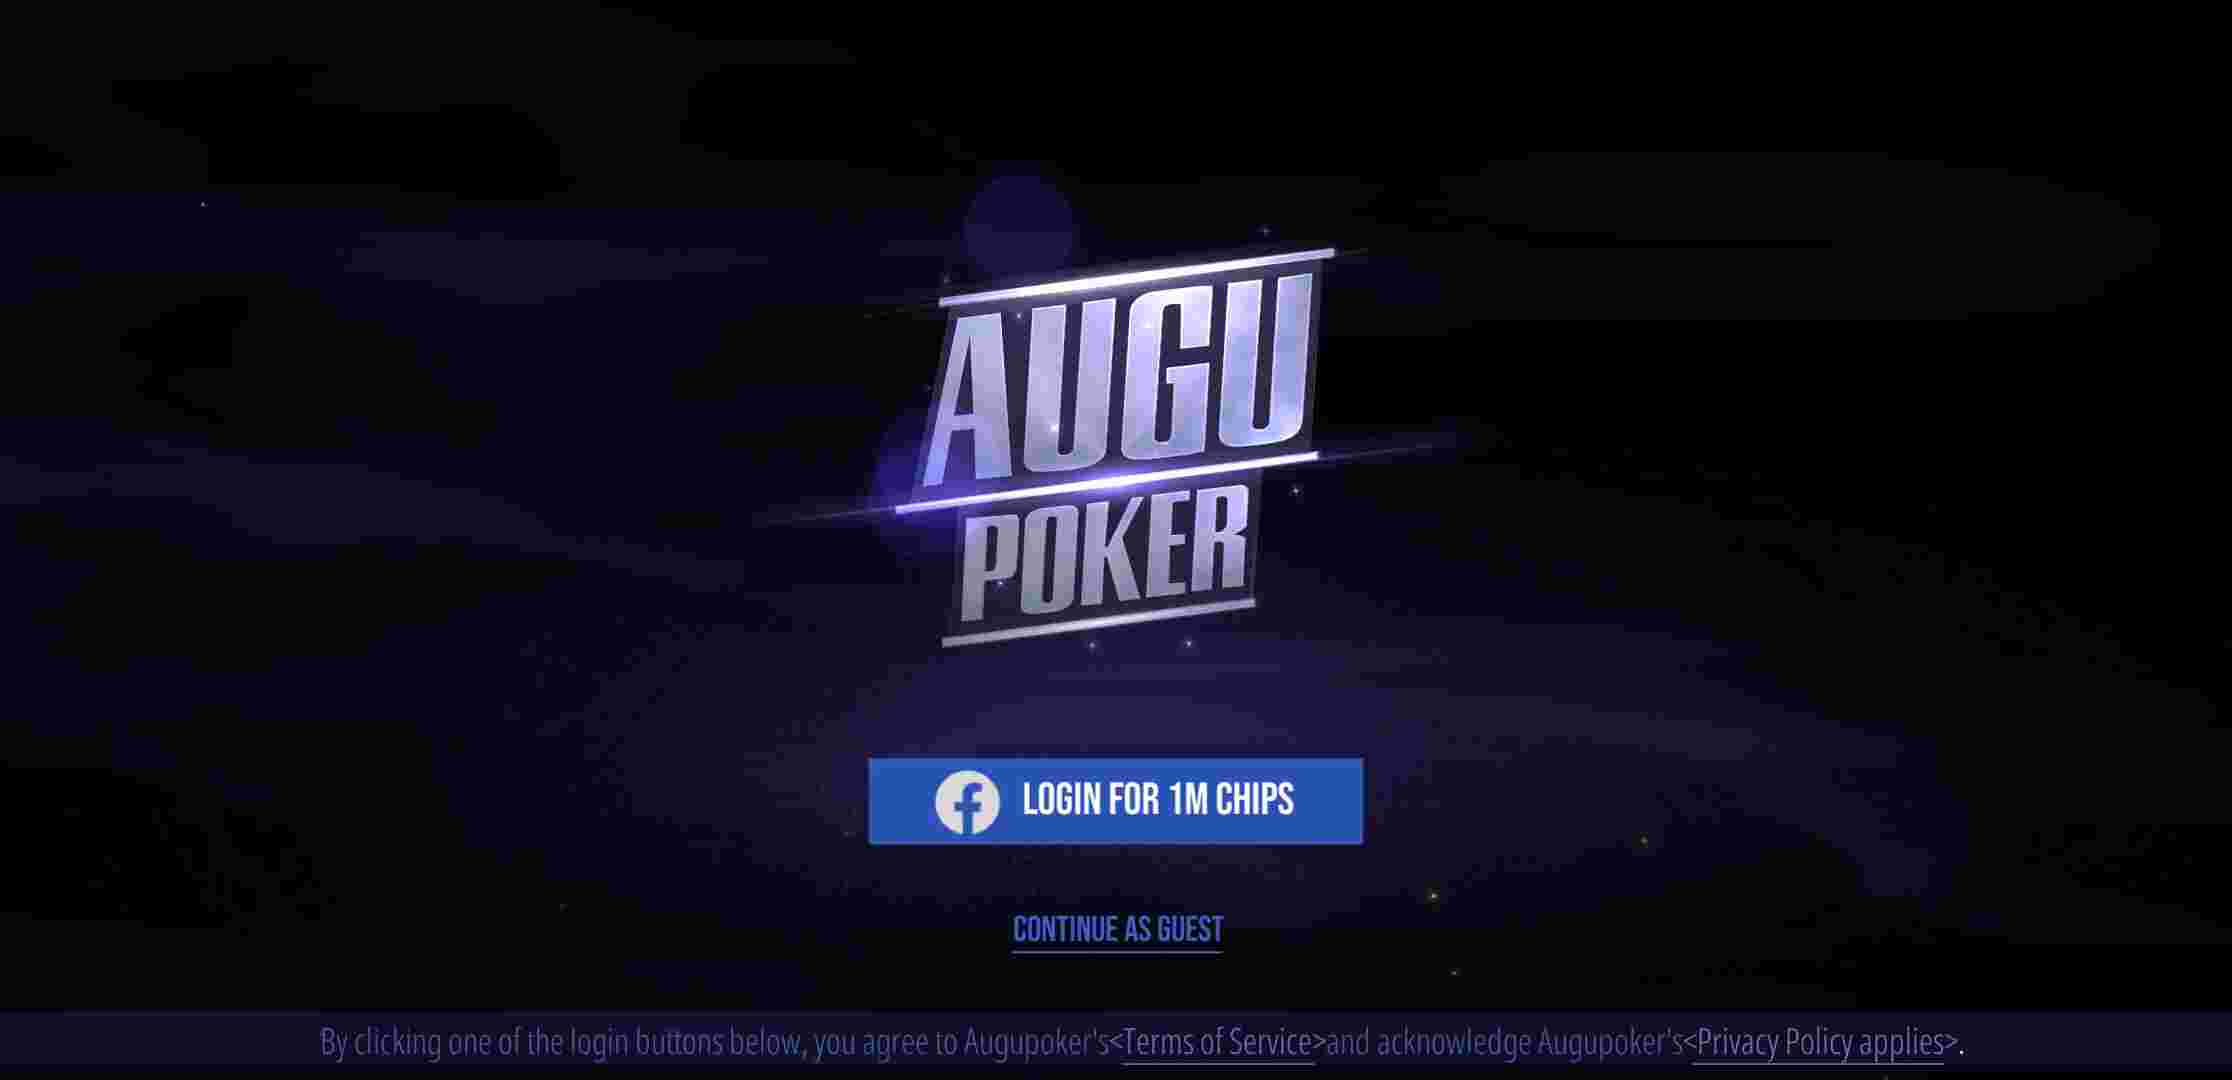 AUGU
POKER
LOGIN FOR 1M CHIPS
CONTINUE AS GUEST
By clicking one of the login buttons below, you agree to Augupoker's<Terms of Service>and acknowledge Augupoker's<Privacy Policy applies>.